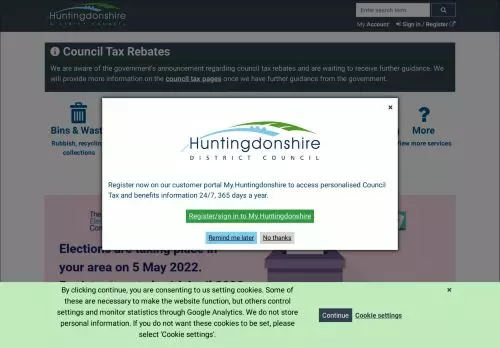 Huntingdonshire
DISTRICT COUNCIL
Enter search term
My Account
Sign in / Register
Council Tax Rebates
We are aware of the government's announcement regarding council tax rebates and are waiting to receive further guidance. We
will provide more information on the council tax pages once we have further guidance from the government.
Bins & Wast
Rubbish, recycling
collections
More
View more services
×
Huntingdonshire
DISTRICT COUNCIL
Register now on our customer portal My.Huntingdonshire to access personalised Council
Tax and benefits information 24/7, 365 days a year.
Register/sign in to My.Huntingdonshire
Remind me later
No thanks
The
Elec
Com
Elections are taking place in
your area on 5 May 2022.
By clicking continue, you are consenting to us setting cookies. Some of
these are necessary to make the website function, but others control
settings and monitor statistics through Google Analytics. We do not store
personal information. If you do not want these cookies to be set, please
select 'Cookie settings'.
Continue
Cookie settings
×